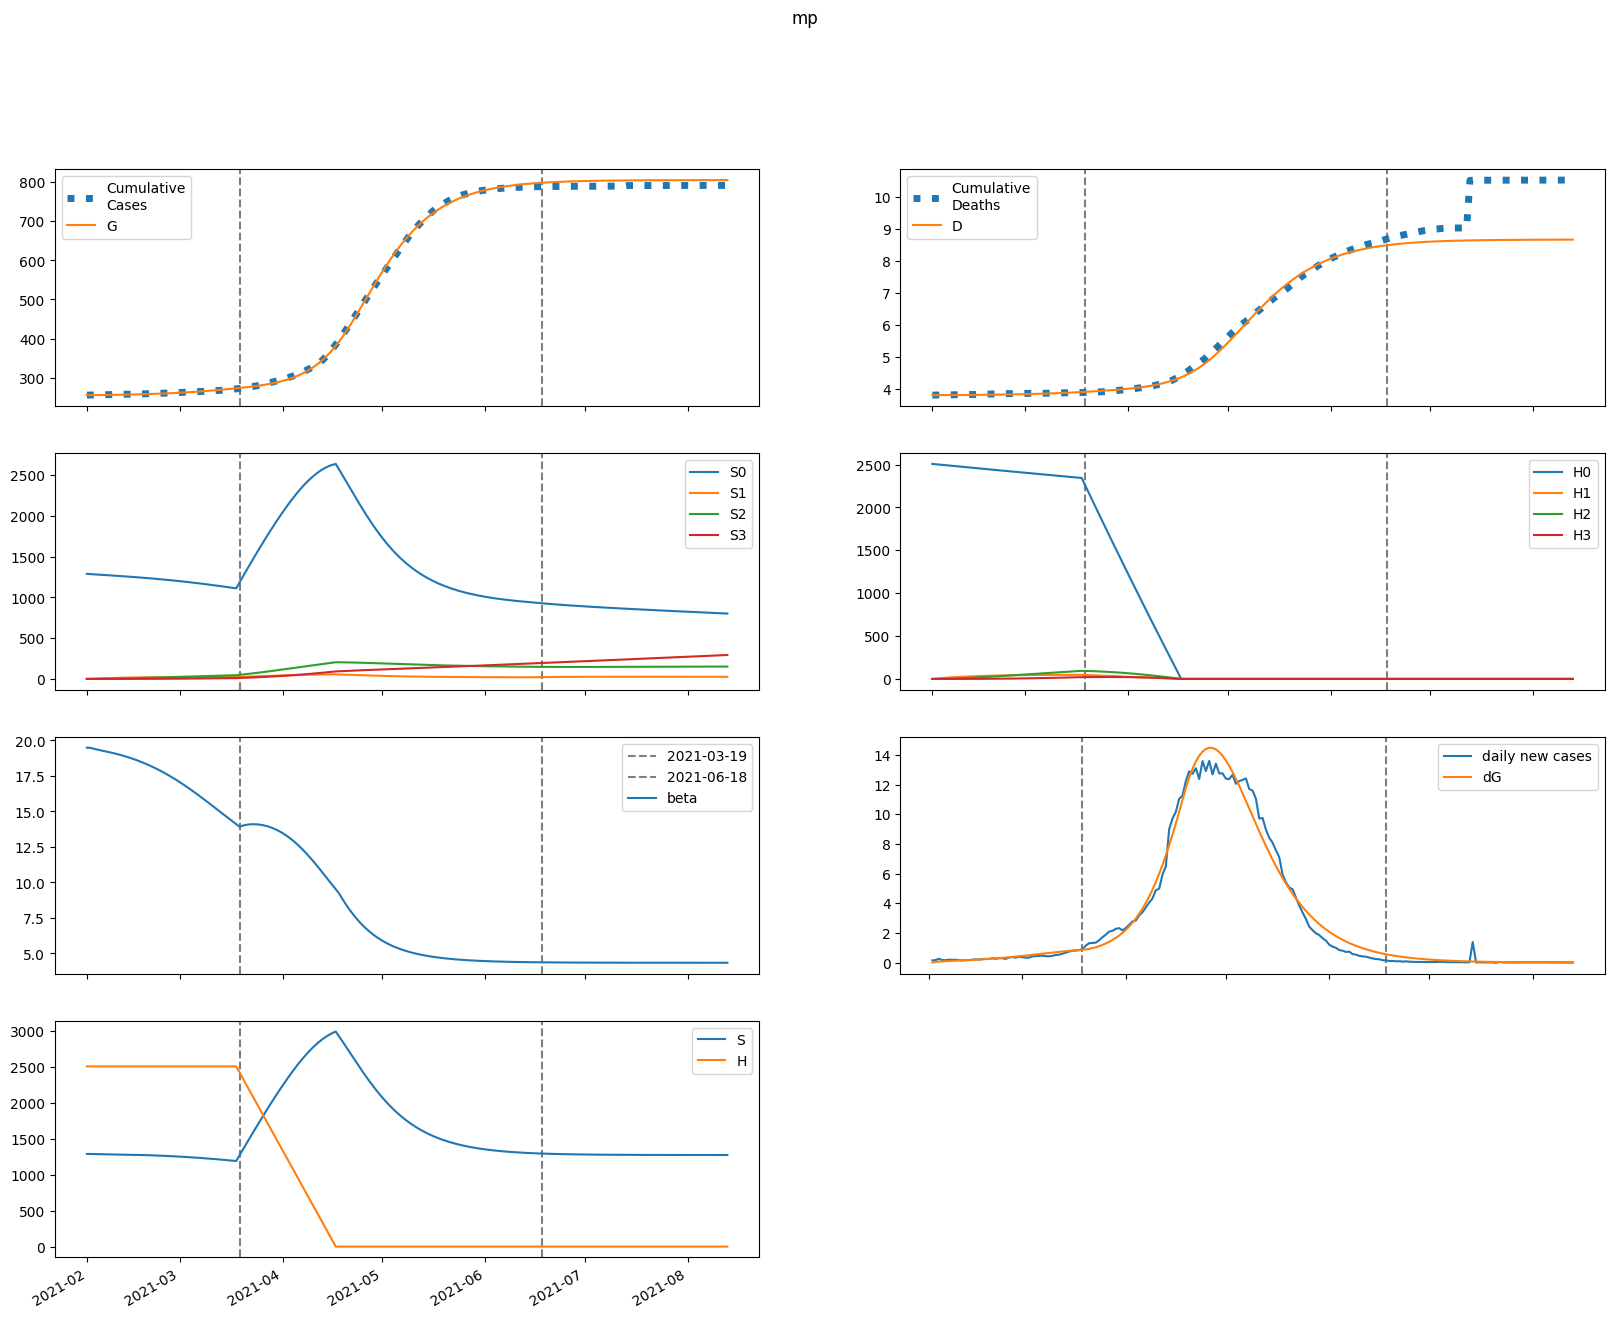 mp
Cumulative
Cases
G
800
700
600
500
400
300
Cumulative
Deaths
D
10
9
8
7
6
5
4
S0
S1
S2
S3
2500
2000
1500
1000
500
0
H0
H1
H2
H3
2500
2000
1500
1000
500
0
2021-03-19
2021-06-18
beta
20.0
17.5
15.0
12.5
10.0
7.5
5.0
daily new cases
dG
14
12
10
8
6
4
2
0
S
H
3000
2500
2000
1500
1000
500
0
2021-02
2021-03
2021-04
2021-05
2021-06
2021-07
2021-08